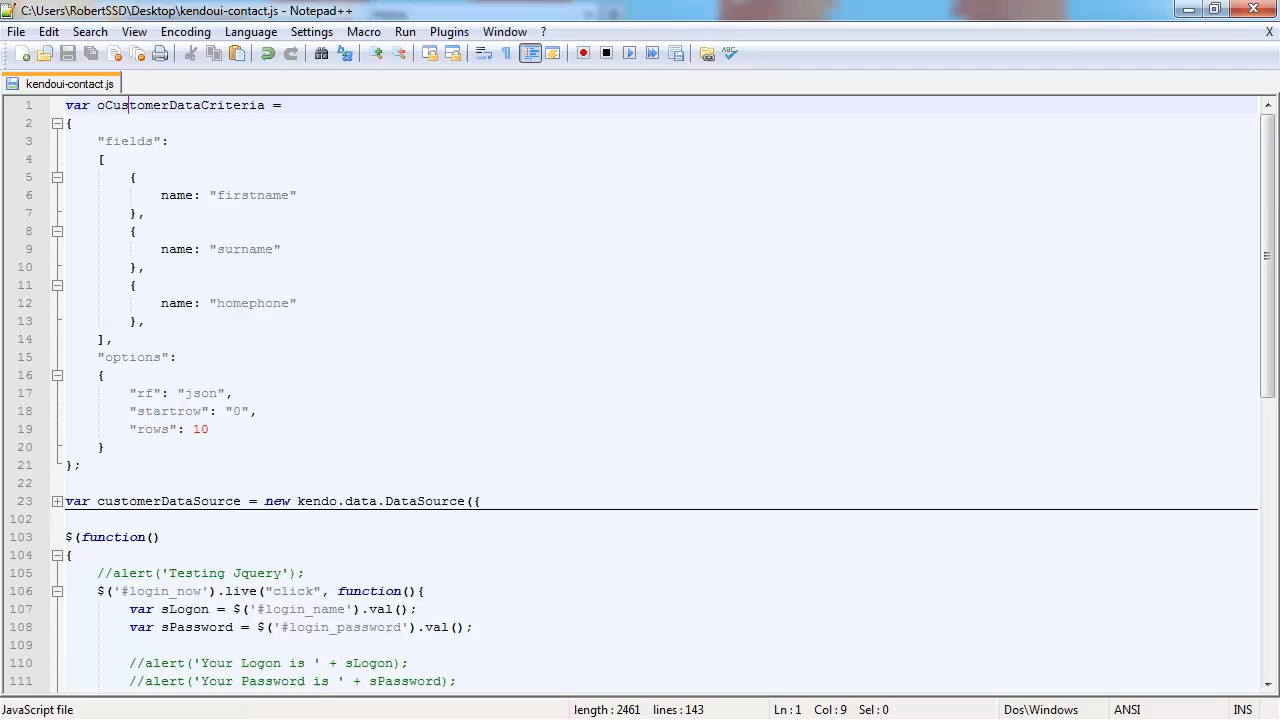 C:\Users\RobertSSD\Desktop\kendoui-contact.js - Notepad++
File Edit Search View Encoding Language Settings Macro Run Plugins Window ? X
kendoui-contact.js
1 var oCustomerDataCriteria =
2 {
3 "fields":
4 [
5 {
6 name: "firstname"
7 },
8 {
9 name: "surname"
10 },
11 {
12 name: "homephone"
13 },
14 ],
15 "options":
16 {
17 "rf": "json",
18 "startrow": "0",
19 "rows": 10
20 }
21 };
22
23 var customerDataSource = new kendo.data.DataSource({
102
103 $(function()
104 {
105 //alert('Testing Jquery');
106 $('#login_now').live("click", function(){
107 var sLogon = $('#login_name').val();
108 var sPassword = $('#login_password').val();
109
110 //alert('Your Logon is ' + sLogon);
111 //alert('Your Password is ' + sPassword);
JavaScript file length : 2461 lines : 143 Ln : 1 Col : 9 Sel : 0 Dos\Windows ANSI INS